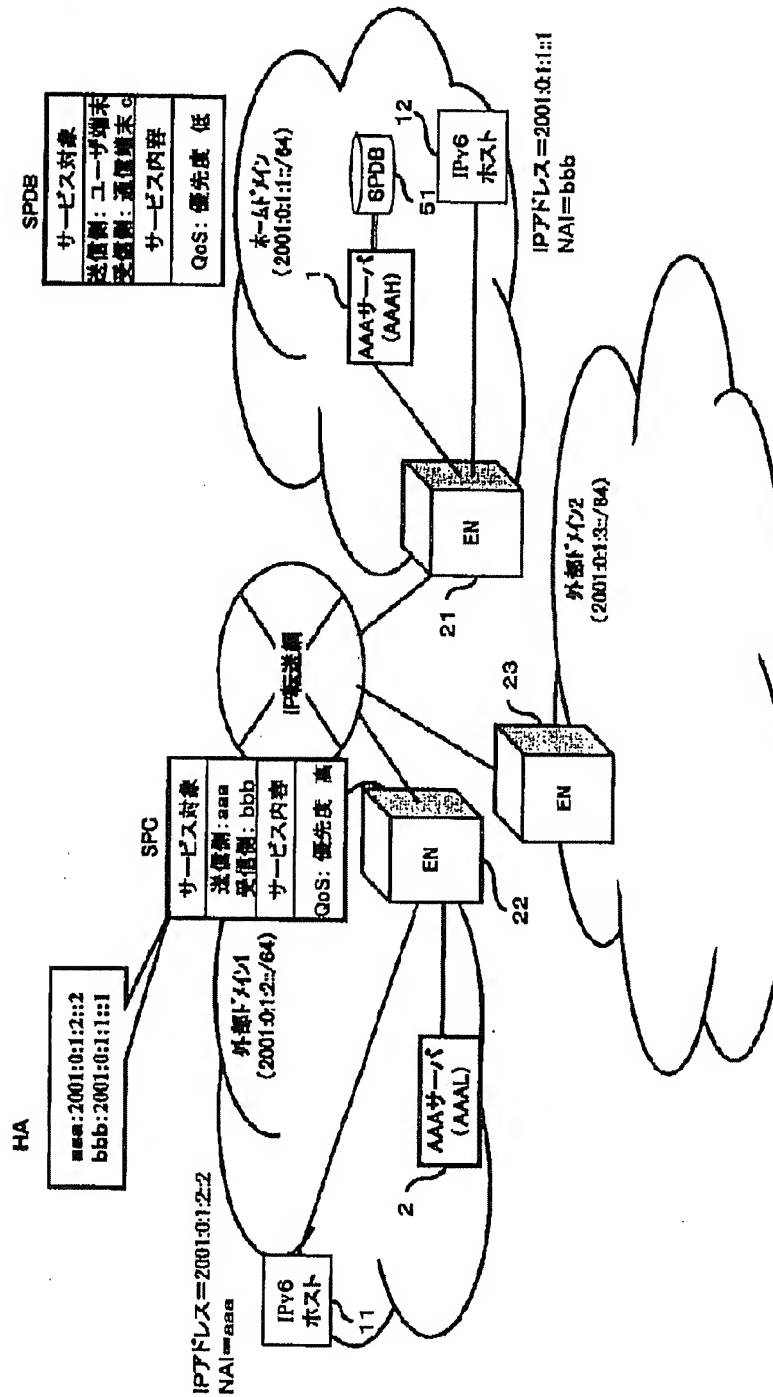 HA
aaa:2001:0:1:2::2
bbb:2001:0:1:1::1
SPC
サービス対象
送信側:aaa
受信側:bbb
サービス内容
QoS: 優先度 高
SPDB
サービス対象
送信側:ユーザ端末
受信側:通信端末 c
サービス内容
QoS: 優先度 低
IPアドレス=2001:0:1:2::2
NAI=aaa
IPv6
ホスト
11
外部ドメイン1
(2001:0:1:2::/64)
AAAサーバ
(AAAL)
2
EN
22
IP転送網
EN
23
外部ドメイン2
(2001:0:1:3::/64)
EN
21
ホームドメイン
(2001:0:1:1::/64)
1
AAAサーバ
(AAAH)
SPDB
51
12
IPv6
ホスト
IPアドレス=2001:0:1:1::1
NAI=bbb